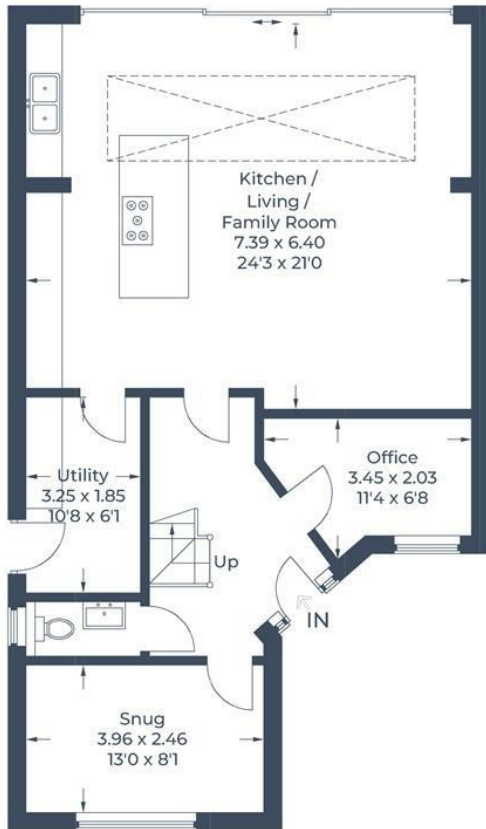 Kitchen /
Living /
Family Room
7.39 x 6.40
24'3 x 21'0
Utility
3.25 x 1.85
10'8 x 6'1
Office
3.45 x 2.03
11'4 x 6'8
Up
IN
Snug
3.96 x 2.46
13'0 x 8'1